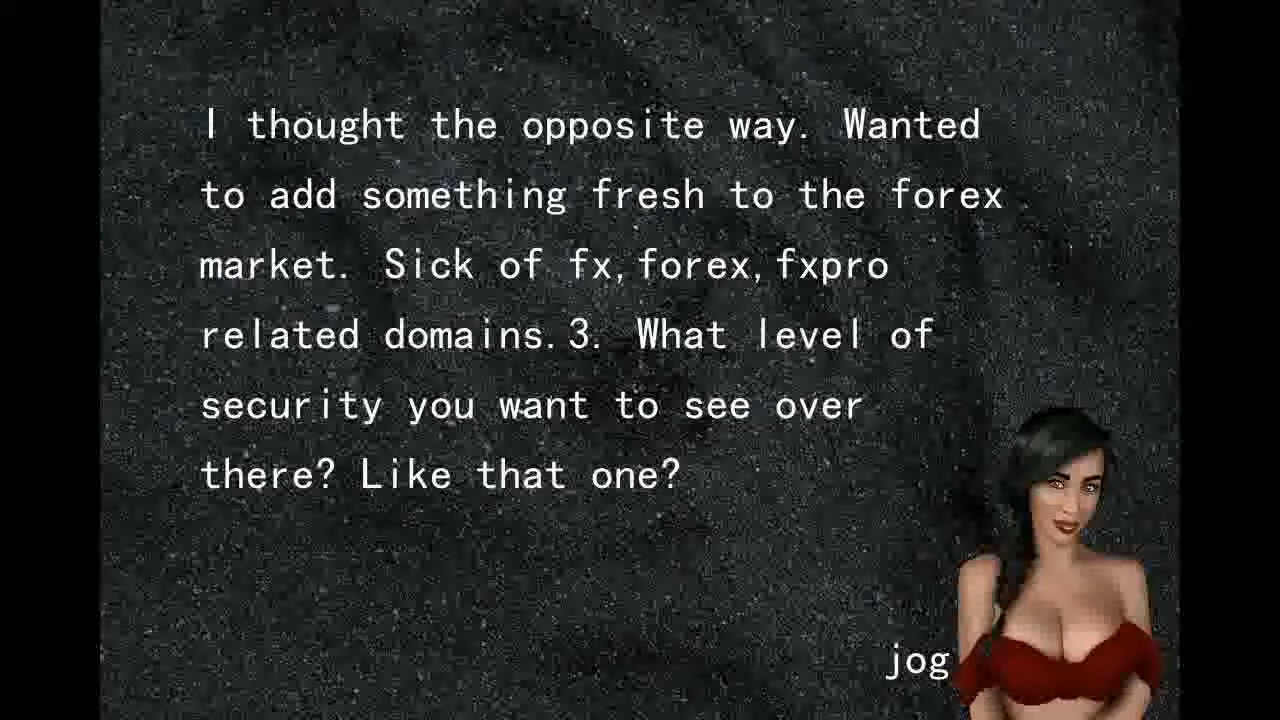 I thought the opposite way. Wanted
to add something fresh to the forex
market. Sick of fx,forex,fxpro
related domains.3. What level of
security you want to see over
there? Like that one?
jog